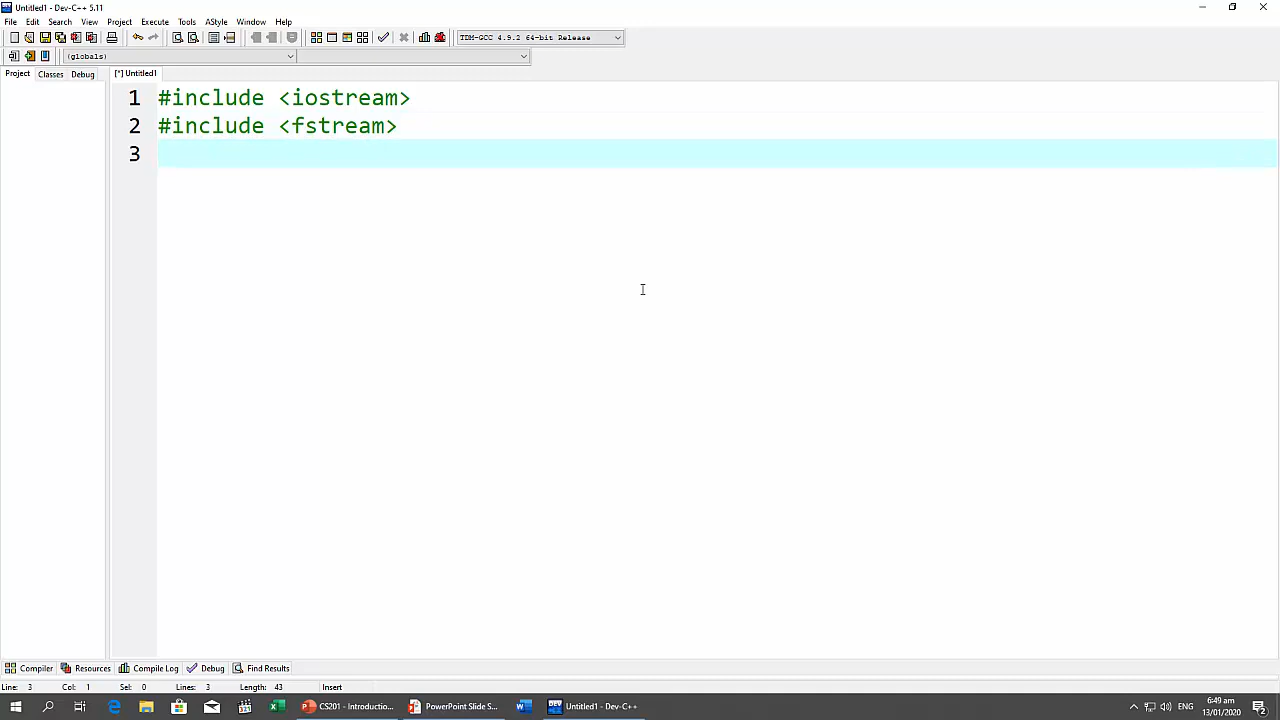 Untitled1 - Dev-C++ 5.11
File Edit Search View Project Execute Tools AStyle Window Help
TDM-GCC 4.9.2 64-bit Release
(globals)
Project Classes Debug [*] Untitled1
1 #include <iostream>
2 #include <fstream>
3
Compiler Resources Compile Log Debug Find Results
Line: 3 Col: 1 Sel: 0 Lines: 3 Length: 43 Insert
CS201 - Introductio... PowerPoint Slide S... Untitled1 - Dev-C++ ENG 6:49 am
13/01/2020 2